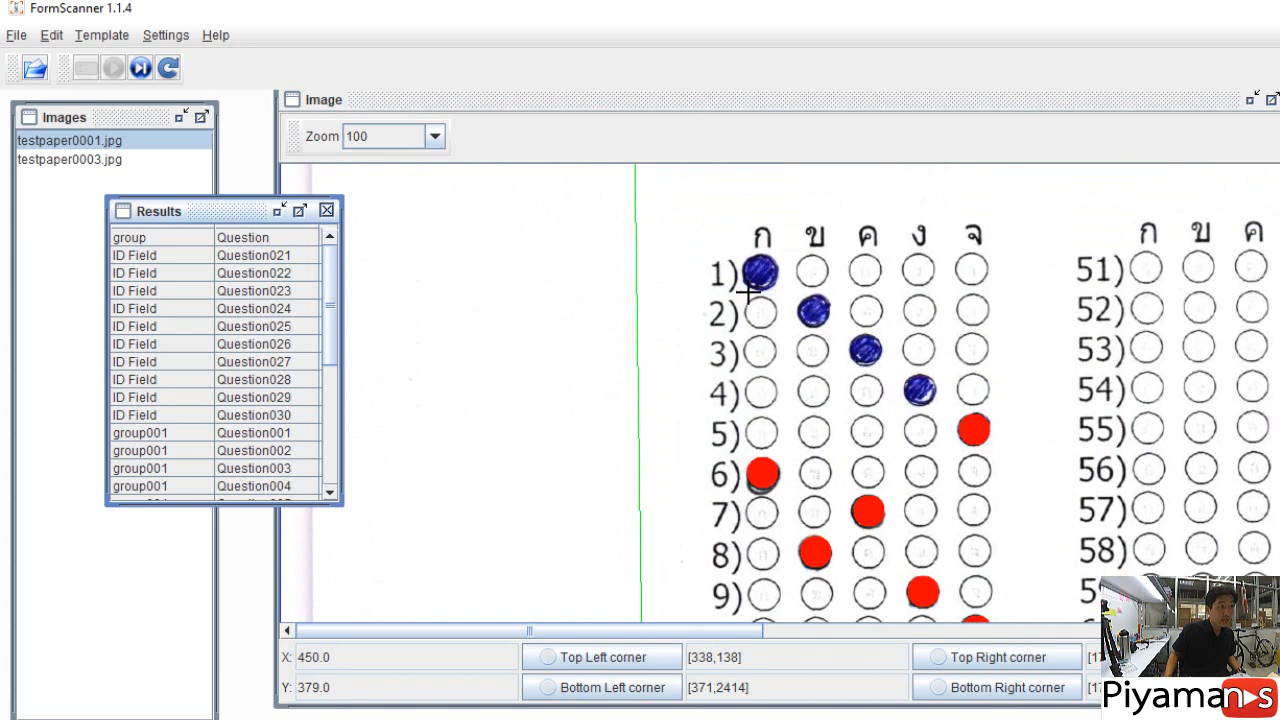 FormScanner 1.1.4
File Edit Template Settings Help
Images
testpaper0001.jpg
testpaper0003.jpg
Image
Zoom 100
Results
group Question
ID Field Question021
ID Field Question022
ID Field Question023
ID Field Question024
ID Field Question025
ID Field Question026
ID Field Question027
ID Field Question028
ID Field Question029
ID Field Question030
group001 Question001
group001 Question002
group001 Question003
group001 Question004
ก ข ค ง จ
1)
2)
3)
4)
5)
6)
7)
8)
9)
ก ข ค
51)
52)
53)
54)
55)
56)
57)
58)
X: 450.0 Top Left corner [338,138] Top Right corner
Y: 379.0 Bottom Left corner [371,2414] Bottom Right corner
Piyamanns